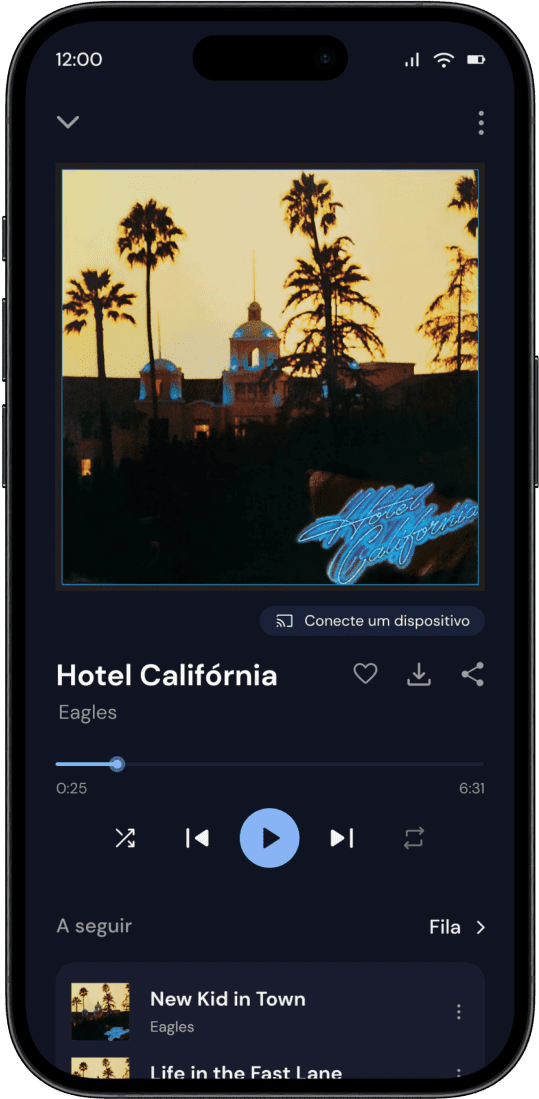 12:00
Hotel
California
Conecte um dispositivo
Hotel Califórnia
Eagles
0:25
6:31
A seguir
Fila
New Kid in Town
Eagles
Life in the Fast Lane